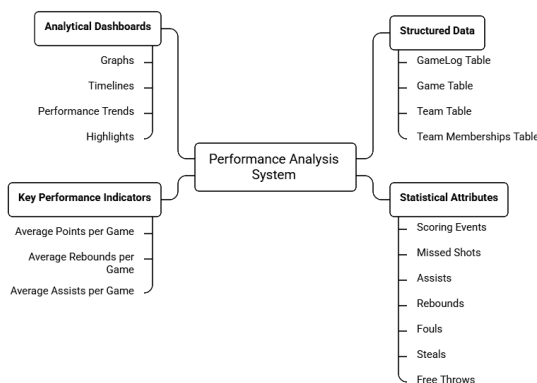 Analytical Dashboards
Graphs
Timelines
Performance Trends
Highlights
Structured Data
GameLog Table
Game Table
Team Table
Team Memberships Table
Performance Analysis
System
Key Performance Indicators
Average Points per Game
Average Rebounds per
Game
Average Assists per Game
Statistical Attributes
Scoring Events
Missed Shots
Assists
Rebounds
Fouls
Steals
Free Throws